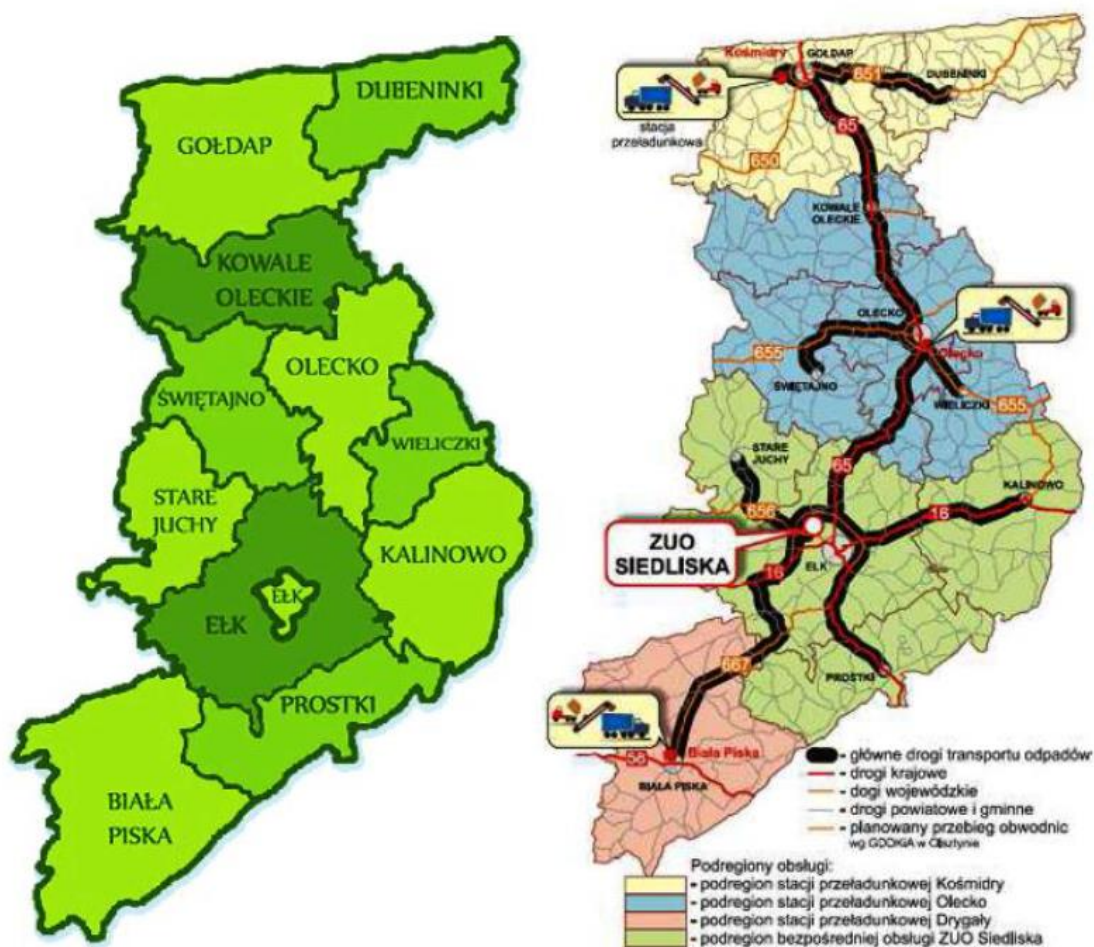 DUBENINKI
GOŁDAP
KOWALE
OLECKIE
OLECKO
ŚWIĘTAJNO
WIELICZKI
STARE
JUCHY
KALINOWO
EŁK
EŁK
PROSTKI
BIAŁA
PISKA
Kośmidry
GOŁDAP
651
DUBENINKI
stacja
przeładunkowa
65
650
KOWALE
OLECKIE
OLECKO
655
Olecko
ŚWIĘTAJNO
WIELICZKI
655
STARE
JUCHY
65
KALINOWO
656
16
ZUO
SIEDLISKA
EŁK
16
667
PROSTKI
Biała Piska
58
BIAŁA PISKA
- główne drogi transportu odpadów
- drogi krajowe
- dogi wojewódzkie
- drogi powiatowe i gminne
- planowany przebieg obwodnic
wg GDDKiA w Olsztynie
Podregiony obsługi:
- podregion stacji przeładunkowej Kośmidry
- podregion stacji przeładunkowej Olecko
- podregion stacji przeładunkowej Drygały
- podregion bezpośredniej obsługi ZUO Siedliska